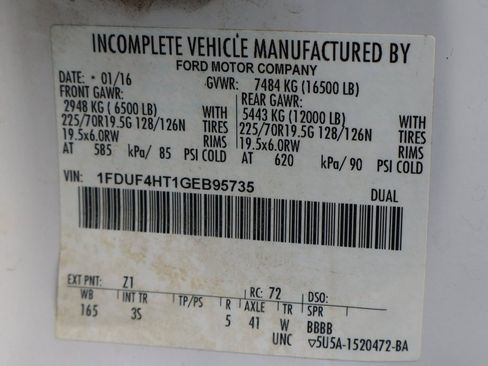 INCOMPLETE VEHICLE MANUFACTURED BY
FORD MOTOR COMPANY
DATE: • 01/16 GVWR: 7484 KG (16500 LB)
FRONT GAWR: REAR GAWR:
2948 KG ( 6500 LB) WITH 5443 KG (12000 LB) WITH
225/70R19.5G 128/126N TIRES 225/70R19.5G 128/126N TIRES
19.5x6.0RW RIMS 19.5x6.0RW RIMS
AT 585 kPa/ 85 PSI COLD AT 620 kPa/ 90 PSI COLD
VIN: 1FDUF4HT1GEB95735 DUAL
EXT PNT: Z1 RC: 72 DSO:
WB INT TR TP/PS R AXLE TR SPR
165 3S 5 41 W BBBB
UNC ▽5U5A-1520472-BA